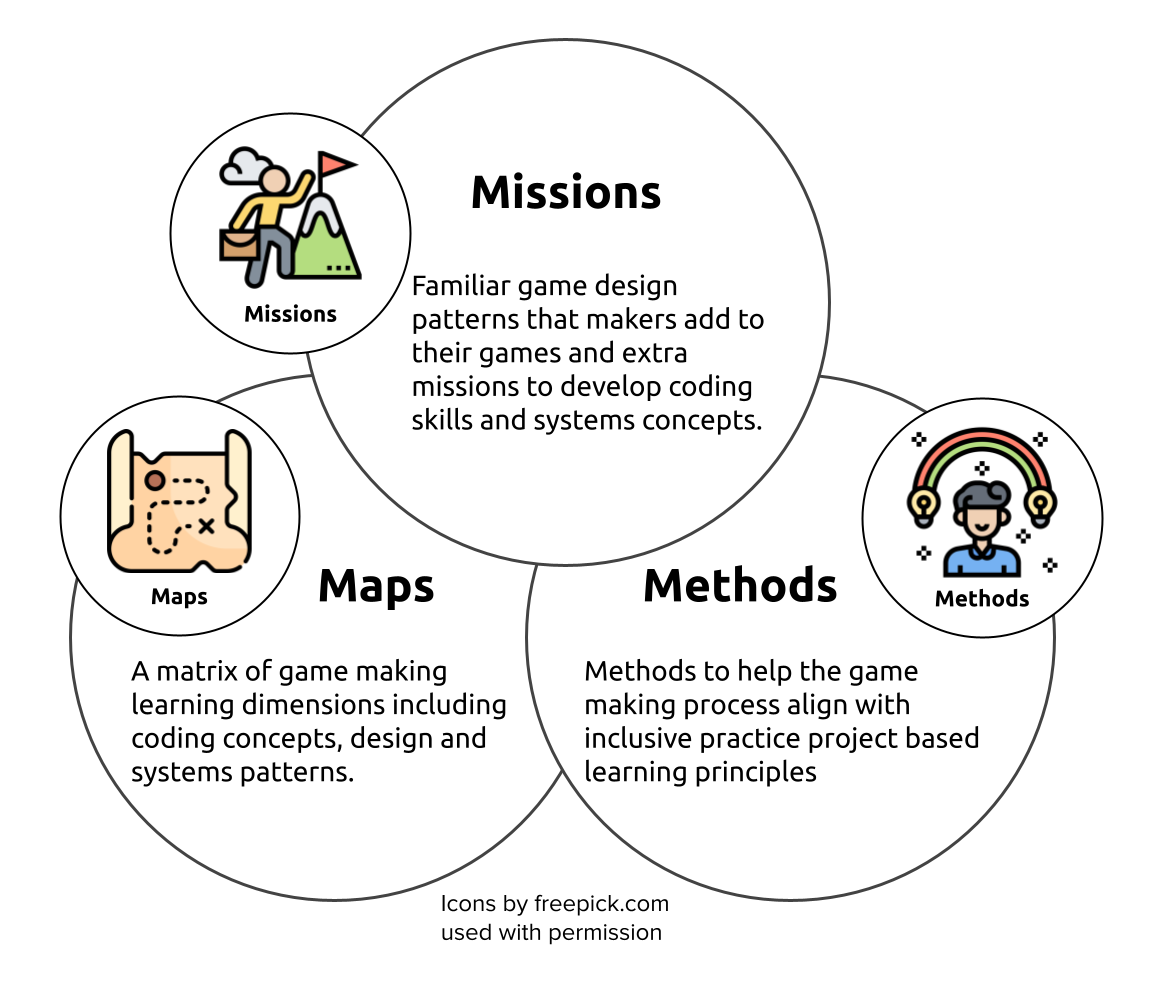 Missions
Missions
Familiar game design
patterns that makers add to
their games and extra
missions to develop coding
skills and systems concepts.
Maps
Maps
A matrix of game making
learning dimensions including
coding concepts, design and
systems patterns.
Methods
Methods
Methods to help the game
making process align with
inclusive practice project based
learning principles
Icons by freepick.com
used with permission